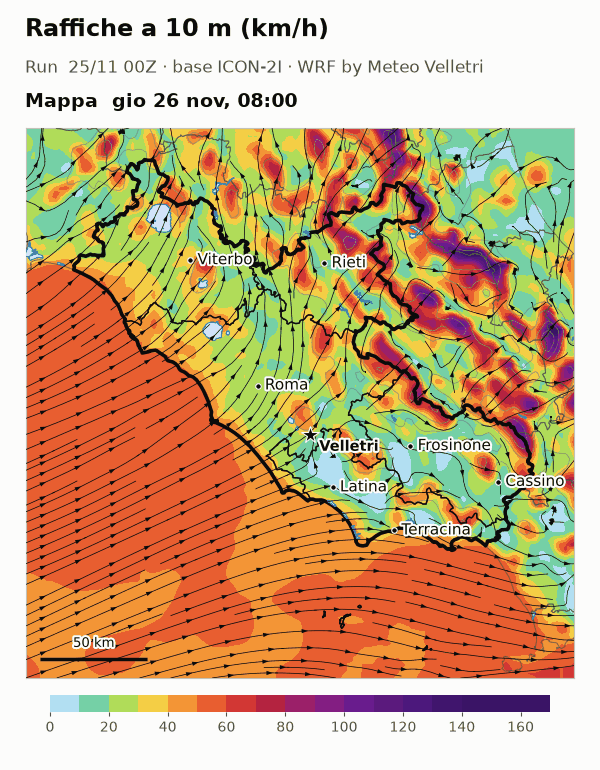 Raffiche a 10 m (km/h)
Run 25/11 00Z · base ICON-2I · WRF by Meteo Velletri
Mappa gio 26 nov, 08:00
Viterbo
Rieti
Roma
Velletri
Frosinone
Cassino
Latina
Terracina
50 km
0 20 40 60 80 100 120 140 160